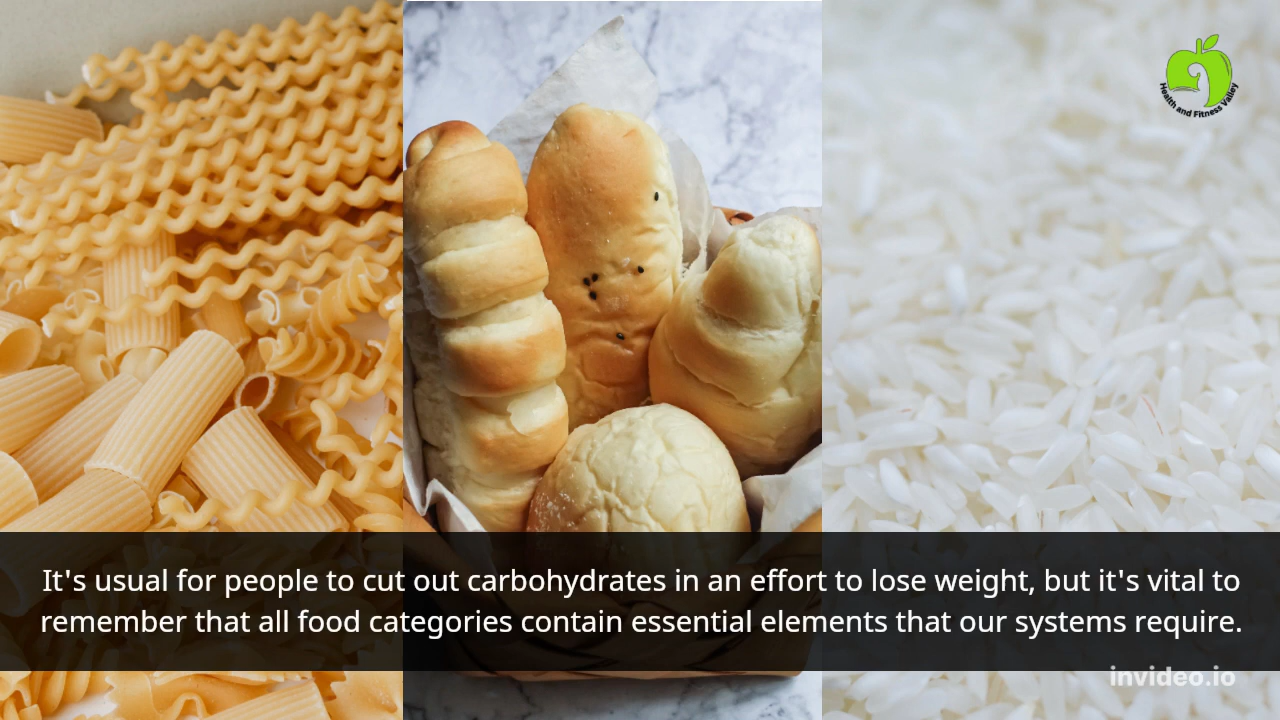 Health and Fitness Valley
It's usual for people to cut out carbohydrates in an effort to lose weight, but it's vital to
remember that all food categories contain essential elements that our systems require.
invideo.io